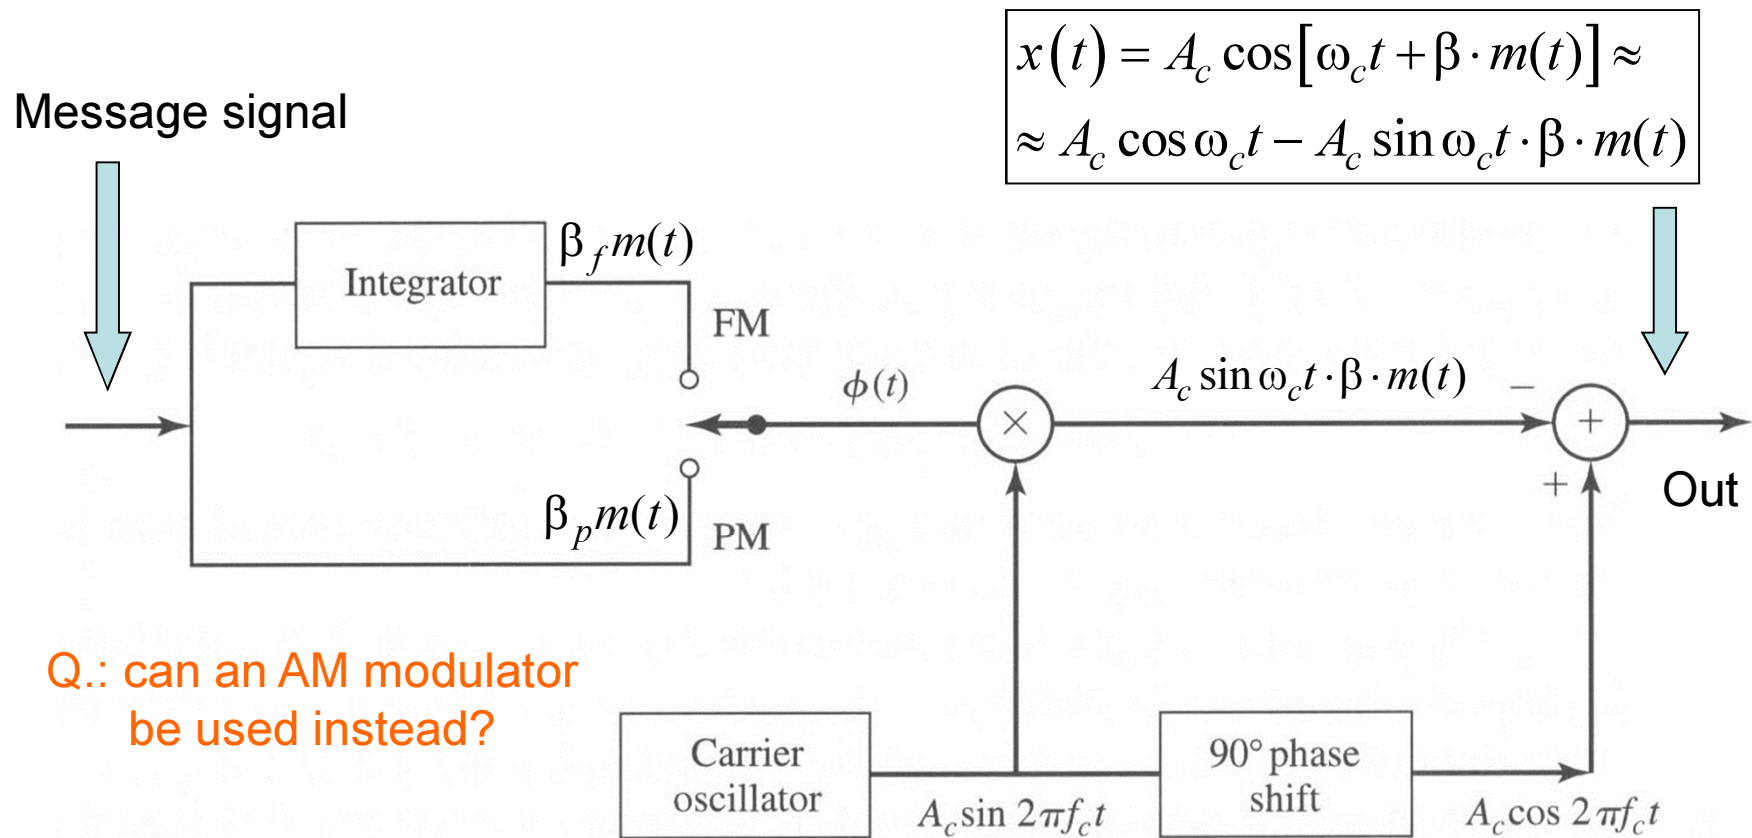 x(t) = A_c cos[ω_c t + β · m(t)] ≈
≈ A_c cos ω_c t − A_c sin ω_c t · β · m(t)
Message signal
Integrator
β_f m(t)
FM
ϕ(t)
×
A_c sin ω_c t · β · m(t)
−
+
+
Out
β_p m(t)
PM
Q.: can an AM modulator
be used instead?
Carrier
oscillator
A_c sin 2πf_c t
90° phase
shift
A_c cos 2πf_c t